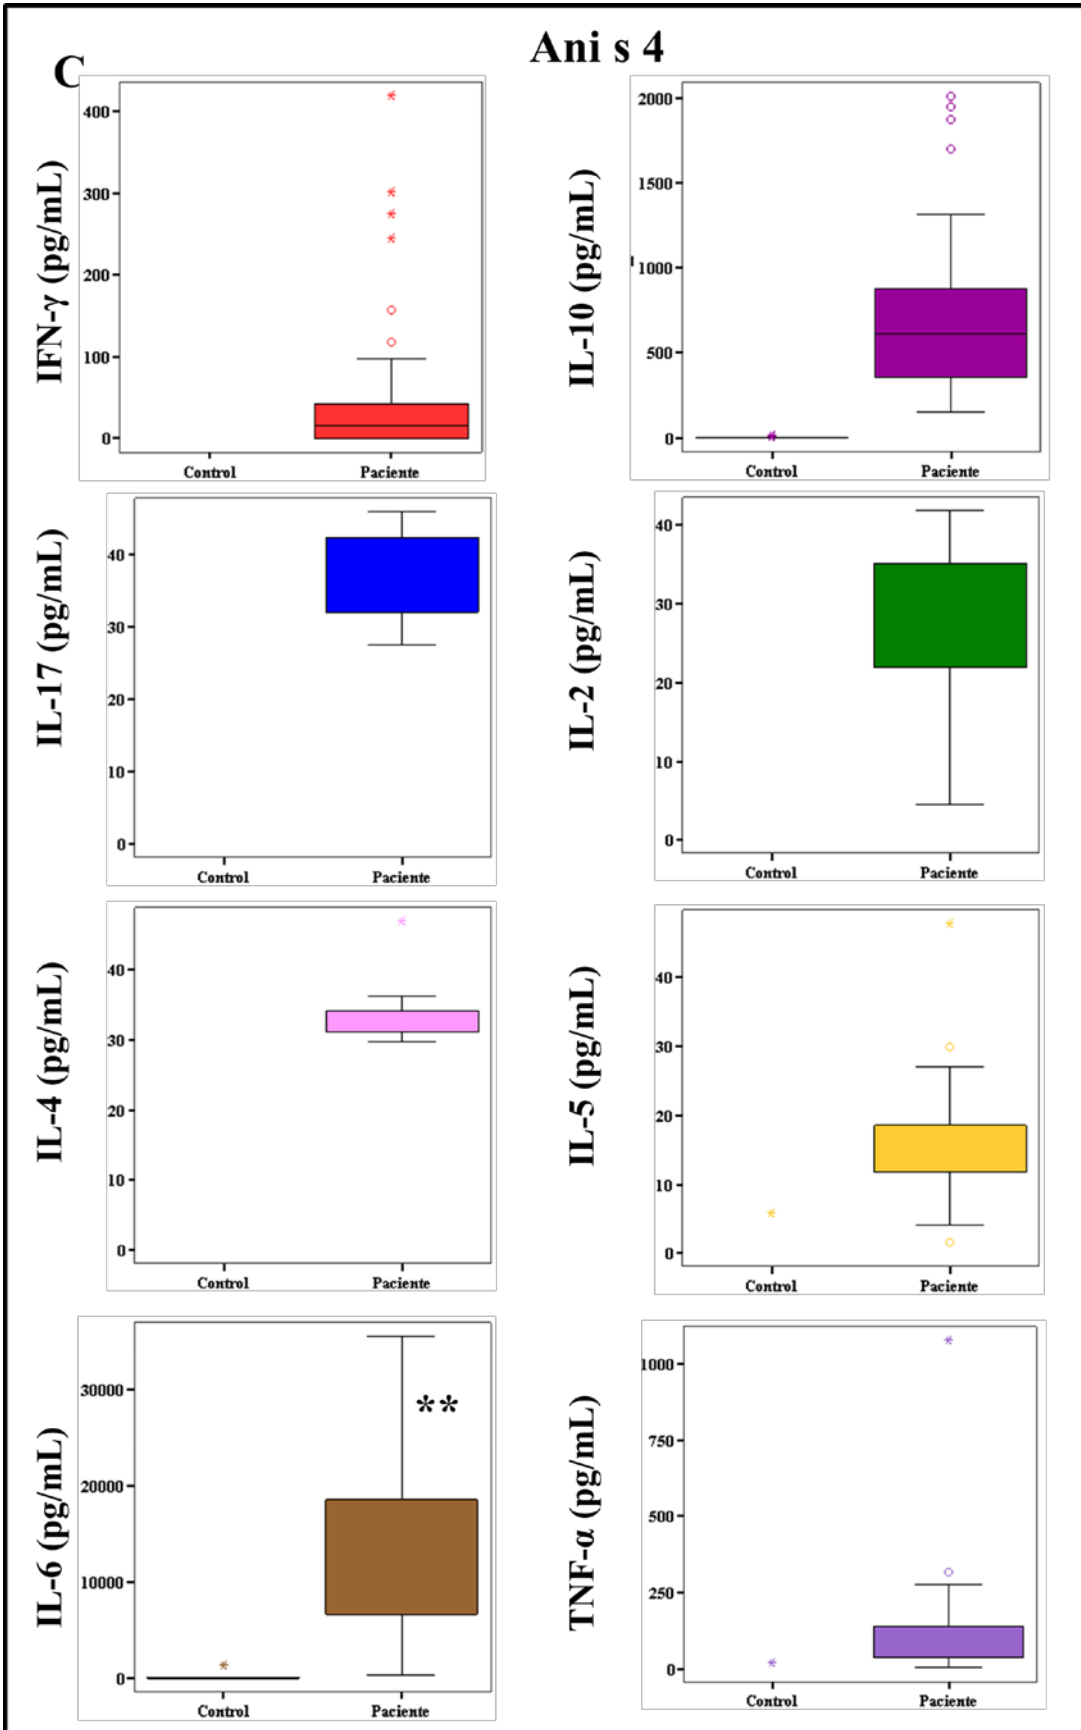 Ani s 4
C
IFN-γ (pg/mL)
400
300
200
100
0
Control Paciente
IL-10 (pg/mL)
2000
1500
1000
500
0
Control Paciente
IL-17 (pg/mL)
40
30
20
10
0
Control Paciente
IL-2 (pg/mL)
40
30
20
10
0
Control Paciente
IL-4 (pg/mL)
40
30
20
10
0
Control Paciente
IL-5 (pg/mL)
40
30
20
10
0
Control Paciente
IL-6 (pg/mL)
30000
20000
10000
0
**
Control Paciente
TNF-α (pg/mL)
1000
750
500
250
0
Control Paciente